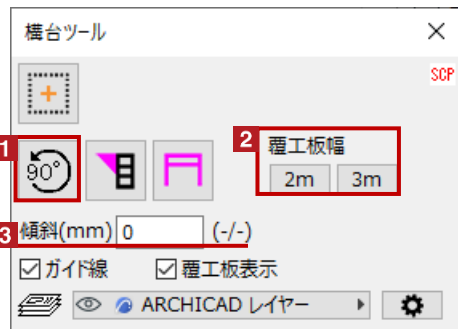 構台ツール
SCP
1
90°
2
覆工板幅
2m 3m
3
傾斜(mm) 0 (-/-)
ガイド線 覆工板表示
ARCHICAD レイヤー